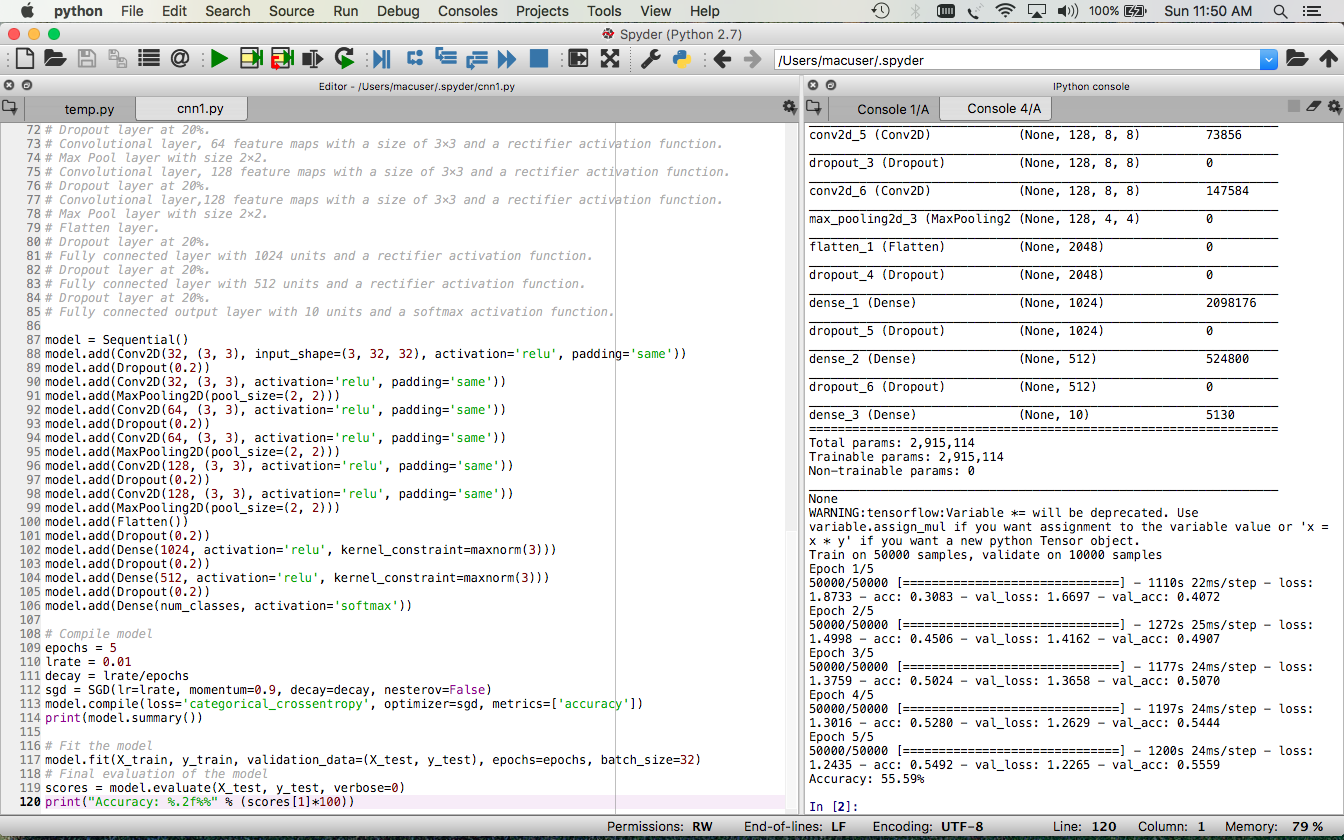 python File Edit Search Source Run Debug Consoles Projects Tools View Help 100% Sun 11:50 AM
Spyder (Python 2.7)
/Users/macuser/.spyder
Editor - /Users/macuser/.spyder/cnn1.py
temp.py cnn1.py
72 # Dropout layer at 20%.
73 # Convolutional layer, 64 feature maps with a size of 3×3 and a rectifier activation function.
74 # Max Pool layer with size 2×2.
75 # Convolutional layer, 128 feature maps with a size of 3×3 and a rectifier activation function.
76 # Dropout layer at 20%.
77 # Convolutional layer,128 feature maps with a size of 3×3 and a rectifier activation function.
78 # Max Pool layer with size 2×2.
79 # Flatten layer.
80 # Dropout layer at 20%.
81 # Fully connected layer with 1024 units and a rectifier activation function.
82 # Dropout layer at 20%.
83 # Fully connected layer with 512 units and a rectifier activation function.
84 # Dropout layer at 20%.
85 # Fully connected output layer with 10 units and a softmax activation function.
86
87 model = Sequential()
88 model.add(Conv2D(32, (3, 3), input_shape=(3, 32, 32), activation='relu', padding='same'))
89 model.add(Dropout(0.2))
90 model.add(Conv2D(32, (3, 3), activation='relu', padding='same'))
91 model.add(MaxPooling2D(pool_size=(2, 2)))
92 model.add(Conv2D(64, (3, 3), activation='relu', padding='same'))
93 model.add(Dropout(0.2))
94 model.add(Conv2D(64, (3, 3), activation='relu', padding='same'))
95 model.add(MaxPooling2D(pool_size=(2, 2)))
96 model.add(Conv2D(128, (3, 3), activation='relu', padding='same'))
97 model.add(Dropout(0.2))
98 model.add(Conv2D(128, (3, 3), activation='relu', padding='same'))
99 model.add(MaxPooling2D(pool_size=(2, 2)))
100 model.add(Flatten())
101 model.add(Dropout(0.2))
102 model.add(Dense(1024, activation='relu', kernel_constraint=maxnorm(3)))
103 model.add(Dropout(0.2))
104 model.add(Dense(512, activation='relu', kernel_constraint=maxnorm(3)))
105 model.add(Dropout(0.2))
106 model.add(Dense(num_classes, activation='softmax'))
107
108 # Compile model
109 epochs = 5
110 lrate = 0.01
111 decay = lrate/epochs
112 sgd = SGD(lr=lrate, momentum=0.9, decay=decay, nesterov=False)
113 model.compile(loss='categorical_crossentropy', optimizer=sgd, metrics=['accuracy'])
114 print(model.summary())
115
116 # Fit the model
117 model.fit(X_train, y_train, validation_data=(X_test, y_test), epochs=epochs, batch_size=32)
118 # Final evaluation of the model
119 scores = model.evaluate(X_test, y_test, verbose=0)
120 print("Accuracy: %.2f%%" % (scores[1]*100))
IPython console
Console 1/A Console 4/A
conv2d_5 (Conv2D) (None, 128, 8, 8) 73856
dropout_3 (Dropout) (None, 128, 8, 8) 0
conv2d_6 (Conv2D) (None, 128, 8, 8) 147584
max_pooling2d_3 (MaxPooling2 (None, 128, 4, 4) 0
flatten_1 (Flatten) (None, 2048) 0
dropout_4 (Dropout) (None, 2048) 0
dense_1 (Dense) (None, 1024) 2098176
dropout_5 (Dropout) (None, 1024) 0
dense_2 (Dense) (None, 512) 524800
dropout_6 (Dropout) (None, 512) 0
dense_3 (Dense) (None, 10) 5130
=================================================================
Total params: 2,915,114
Trainable params: 2,915,114
Non-trainable params: 0
None
WARNING:tensorflow:Variable *= will be deprecated. Use
variable.assign_mul if you want assignment to the variable value or 'x =
x * y' if you want a new python Tensor object.
Train on 50000 samples, validate on 10000 samples
Epoch 1/5
50000/50000 [==============================] - 1110s 22ms/step - loss:
1.8733 - acc: 0.3083 - val_loss: 1.6697 - val_acc: 0.4072
Epoch 2/5
50000/50000 [==============================] - 1272s 25ms/step - loss:
1.4998 - acc: 0.4506 - val_loss: 1.4162 - val_acc: 0.4907
Epoch 3/5
50000/50000 [==============================] - 1177s 24ms/step - loss:
1.3759 - acc: 0.5024 - val_loss: 1.3658 - val_acc: 0.5070
Epoch 4/5
50000/50000 [==============================] - 1197s 24ms/step - loss:
1.3016 - acc: 0.5280 - val_loss: 1.2629 - val_acc: 0.5444
Epoch 5/5
50000/50000 [==============================] - 1200s 24ms/step - loss:
1.2435 - acc: 0.5492 - val_loss: 1.2265 - val_acc: 0.5559
Accuracy: 55.59%
In [2]:
Permissions: RW End-of-lines: LF Encoding: UTF-8 Line: 120 Column: 1 Memory: 79 %